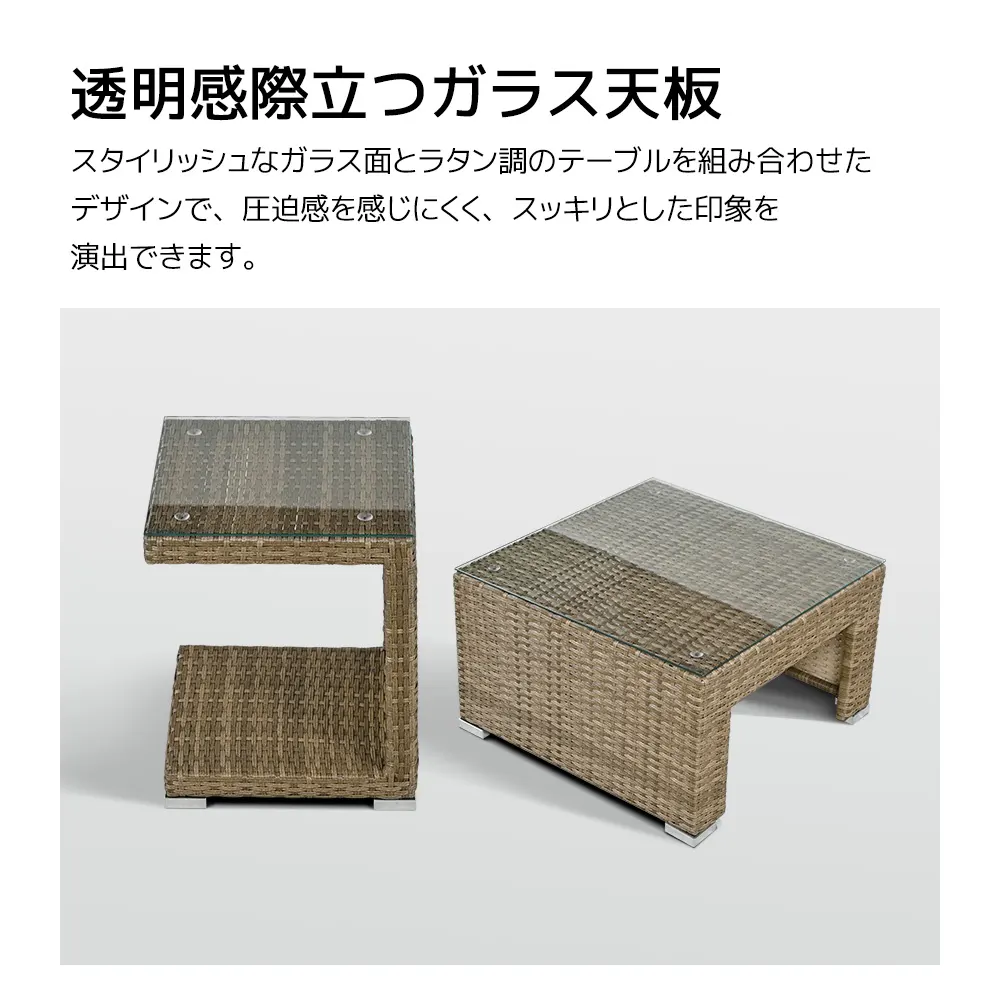 透明感際立つガラス天板
スタイリッシュなガラス面とラタン調のテーブルを組み合わせた
デザインで、圧迫感を感じにくく、スッキリとした印象を
演出できます。